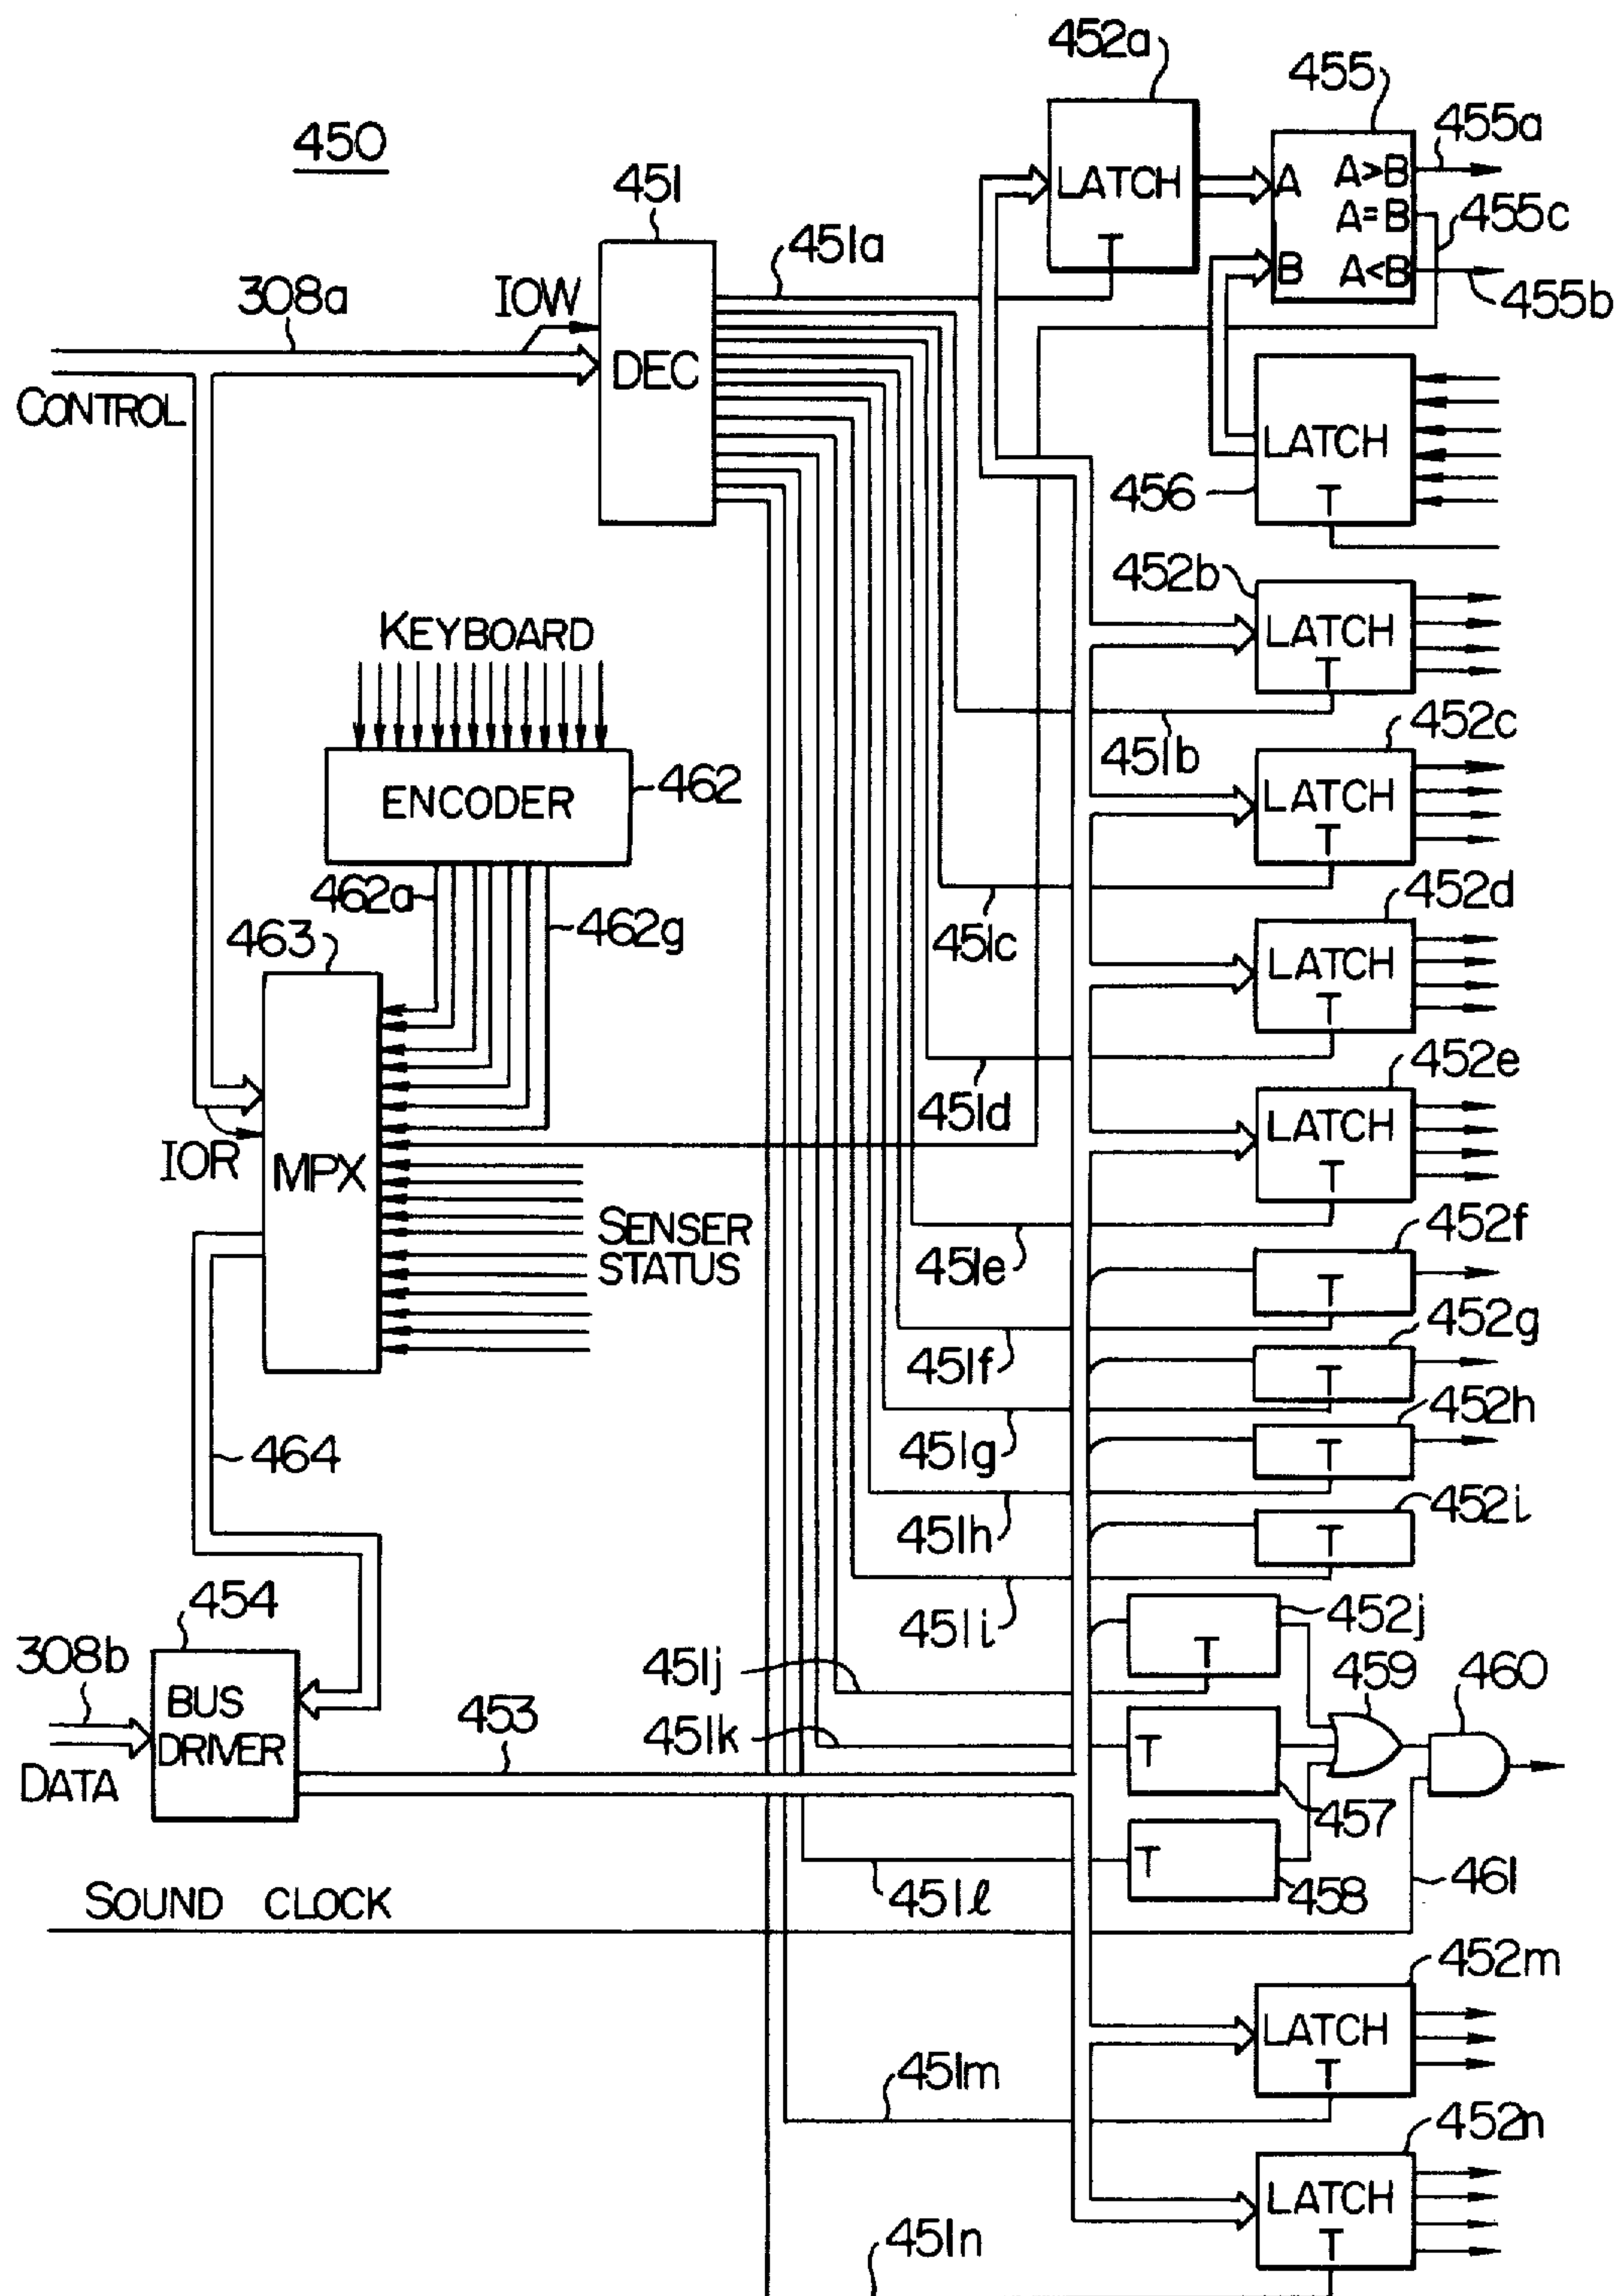 452a
455
450
455a
451
LATCH
A
A>B
A=B
455c
451a
T
B
A<B
455b
308a
IOW
DEC
CONTROL
LATCH
456
T
452b
KEYBOARD
LATCH
T
452c
451b
ENCODER
462
LATCH
T
462a
452d
463
462g
451c
LATCH
T
452e
451d
LATCH
IOR
MPX
T
SENSER
STATUS
452f
451e
T
452g
451f
T
452h
464
451g
T
452i
451h
T
454
452j
308b
451i
T
459
460
451j
BUS
DRIVER
453
451k
T
DATA
457
T
458
461
SOUND CLOCK
451ℓ
452m
LATCH
451m
T
452n
LATCH
451n
T